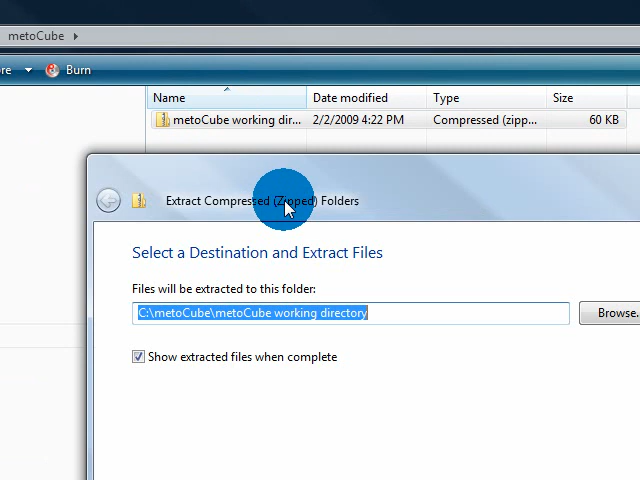 metoCube
re Burn
Name Date modified Type Size
metoCube working dir... 2/2/2009 4:22 PM Compressed (zipp... 60 KB
Extract Compressed (Zipped) Folders
Select a Destination and Extract Files
Files will be extracted to this folder:
C:\metoCube\metoCube working directory
Browse.
Show extracted files when complete